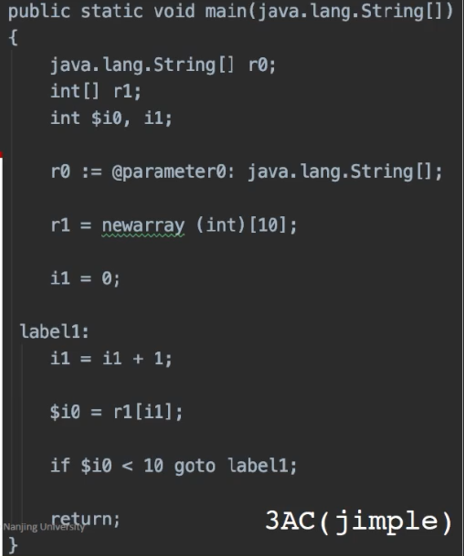 public static void main(java.lang.String[])
{
java.lang.String[] r0;
int[] r1;
int $i0, i1;
r0 := @parameter0: java.lang.String[];
r1 = newarray (int)[10];
i1 = 0;
label1:
i1 = i1 + 1;
$i0 = r1[i1];
if $i0 < 10 goto label1;
return;
3AC(jimple)
Nanjing University
}